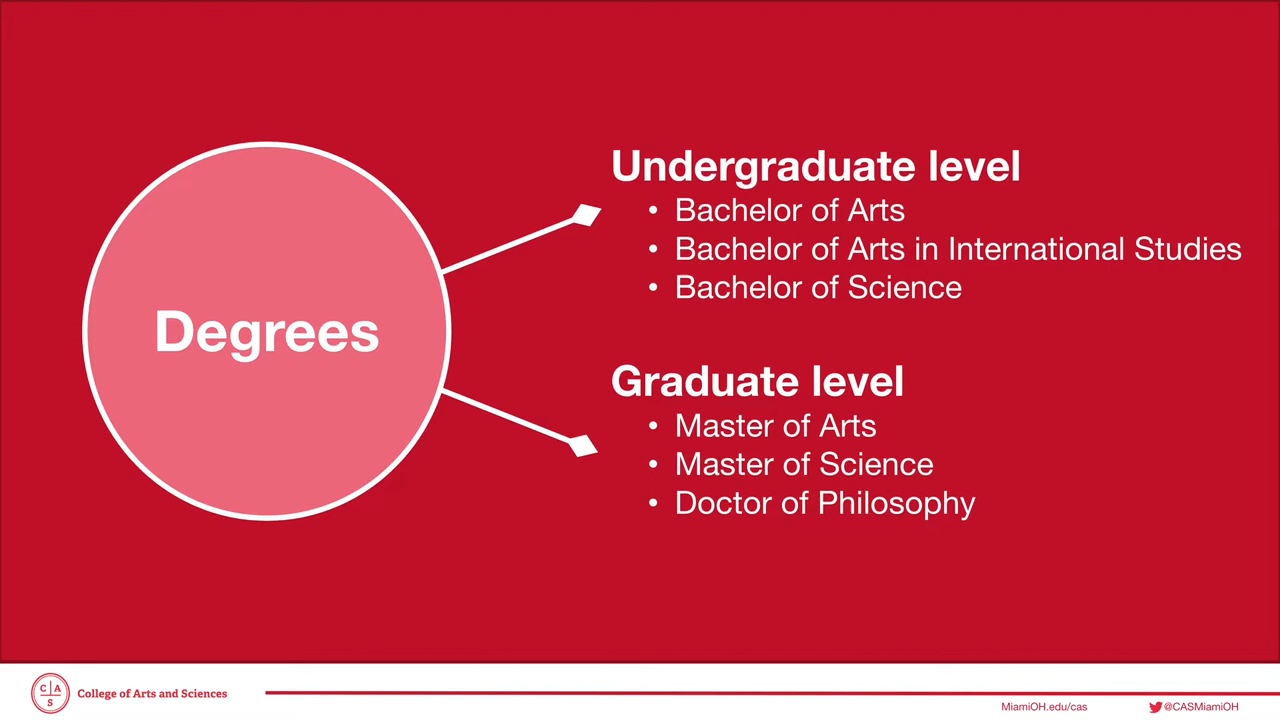 Degrees
Undergraduate level
• Bachelor of Arts
• Bachelor of Arts in International Studies
• Bachelor of Science
Graduate level
• Master of Arts
• Master of Science
• Doctor of Philosophy
C A
S
College of Arts and Sciences
MiamiOH.edu/cas
@CASMiamiOH